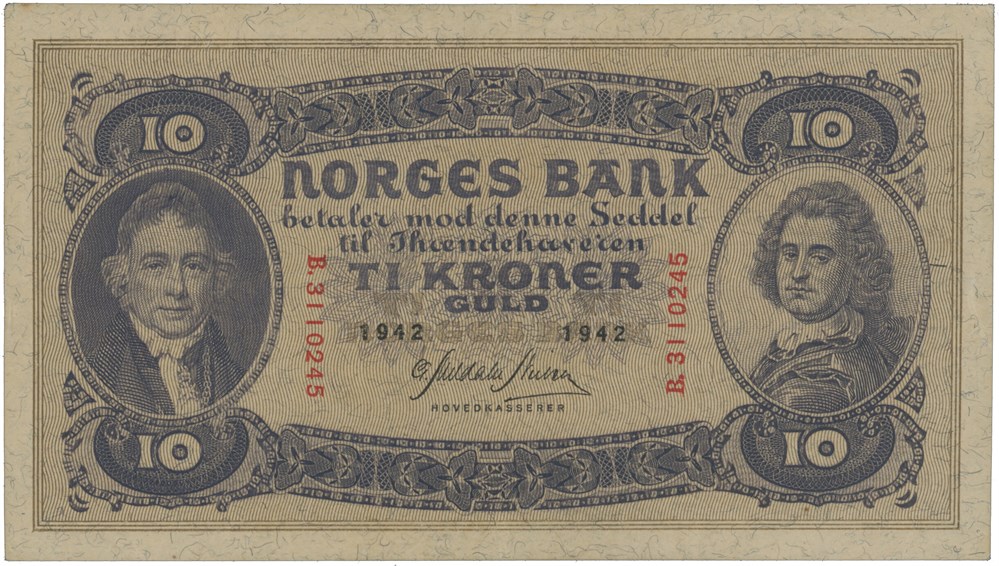 10 10
NORGES BANK
betaler mod denne Seddel
til Ihændehaveren
TI KRONER
GULD
B.3110245
B.3110245
1942 1942
HOVEDKASSERER
10 10